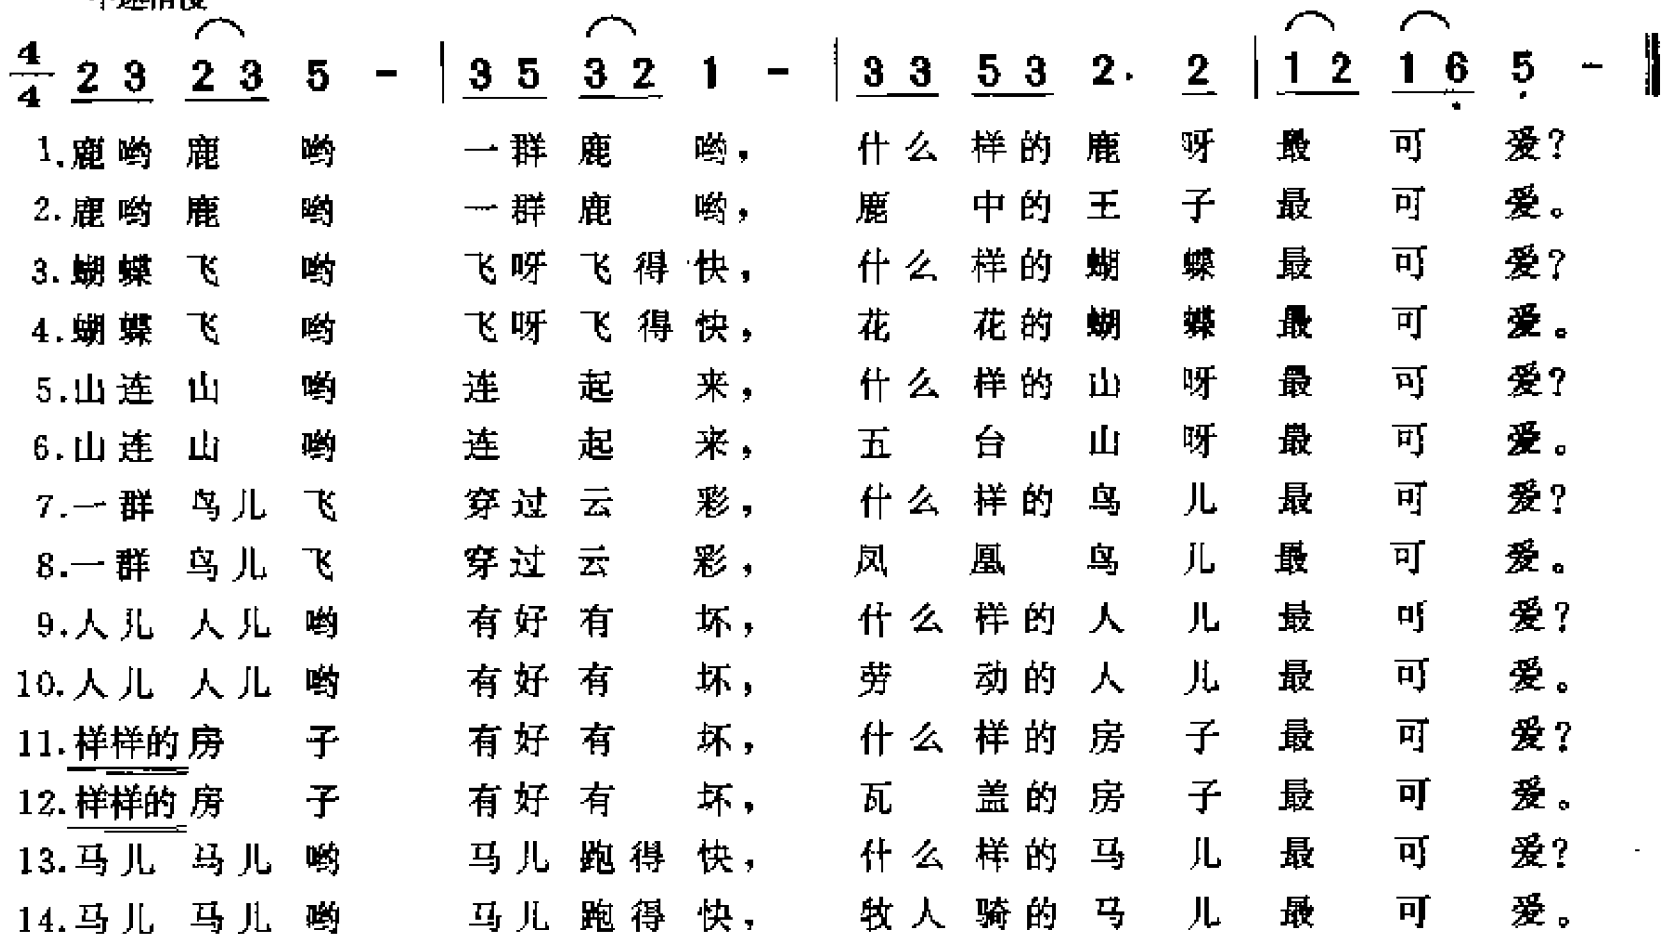 4/4 2 3 2 3 5 - | 3 5 3 2 1 - | 3 3 5 3 2. 2 | 1 2 1 6 5 - ‖
1.鹿哟鹿 哟 一群鹿 哟，什么样的鹿呀最可爱？
2.鹿哟鹿 哟 一群鹿 哟，鹿 中的王子最可爱。
3.蝴蝶飞 哟 飞呀飞得快，什么样的蝴蝶最可爱？
4.蝴蝶飞 哟 飞呀飞得快，花 花的蝴蝶最可爱。
5.山连山 哟 连 起 来，什么样的山呀最可爱？
6.山连山 哟 连 起 来，五 台 山呀最可爱。
7.一群鸟儿飞 穿过云 彩，什么样的鸟儿最可爱？
8.一群鸟儿飞 穿过云 彩，凤 凰 鸟儿最可爱。
9.人儿人儿哟 有好有 坏，什么样的人儿最可爱？
10.人儿人儿哟 有好有 坏，劳 动的人儿最可爱。
11.样样的房 子 有好有 坏，什么样的房子最可爱？
12.样样的房 子 有好有 坏，瓦 盖的房子最可爱。
13.马儿马儿哟 马儿跑得快，什么样的马儿最可爱？
14.马儿马儿哟 马儿跑得快，牧人骑的马儿最可爱。